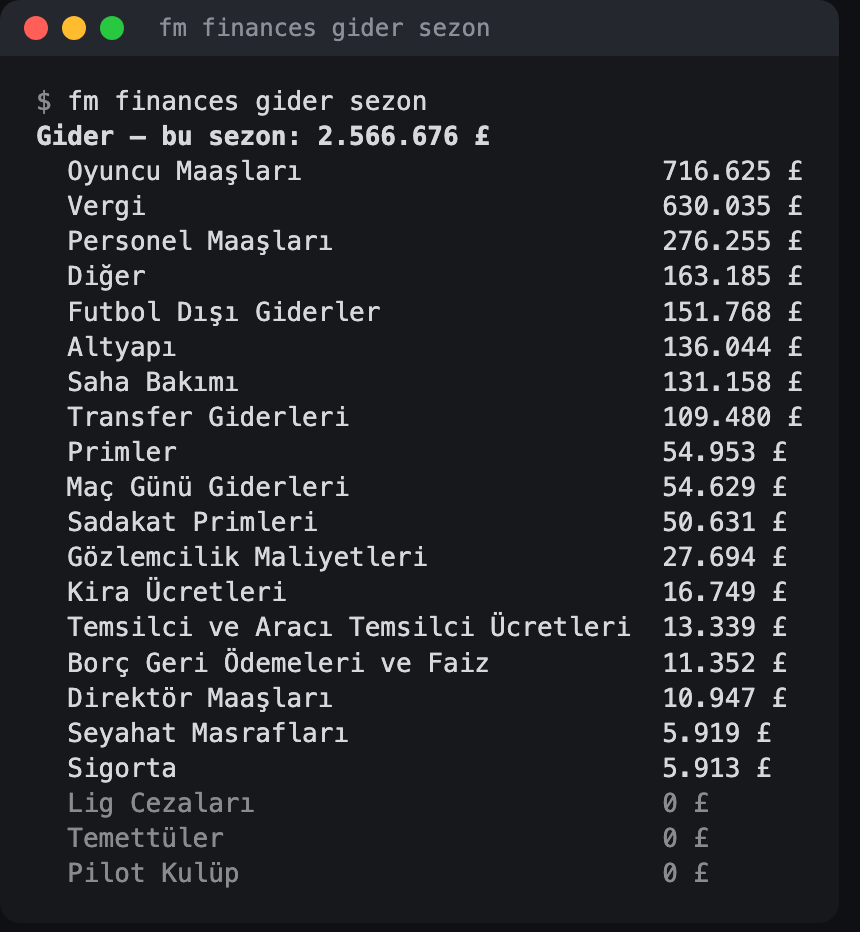 fm finances gider sezon
$ fm finances gider sezon
Gider — bu sezon: 2.566.676 £
Oyuncu Maaşları 716.625 £
Vergi 630.035 £
Personel Maaşları 276.255 £
Diğer 163.185 £
Futbol Dışı Giderler 151.768 £
Altyapı 136.044 £
Saha Bakımı 131.158 £
Transfer Giderleri 109.480 £
Primler 54.953 £
Maç Günü Giderleri 54.629 £
Sadakat Primleri 50.631 £
Gözlemcilik Maliyetleri 27.694 £
Kira Ücretleri 16.749 £
Temsilci ve Aracı Temsilci Ücretleri 13.339 £
Borç Geri Ödemeleri ve Faiz 11.352 £
Direktör Maaşları 10.947 £
Seyahat Masrafları 5.919 £
Sigorta 5.913 £
Lig Cezaları 0 £
Temettüler 0 £
Pilot Kulüp 0 £